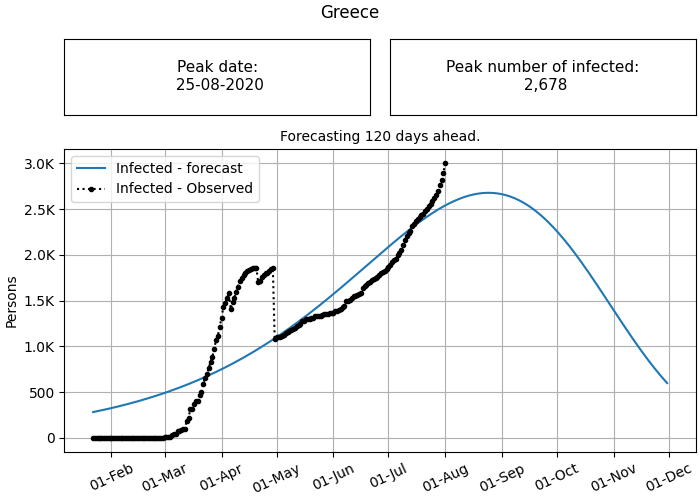 Greece
Peak date:
25-08-2020
Peak number of infected:
2,678
Forecasting 120 days ahead.
Infected - forecast
Infected - Observed
3.0K
2.5K
2.0K
1.5K
1.0K
500
0
Persons
01-Feb
01-Mar
01-Apr
01-May
01-Jun
01-Jul
01-Aug
01-Sep
01-Oct
01-Nov
01-Dec